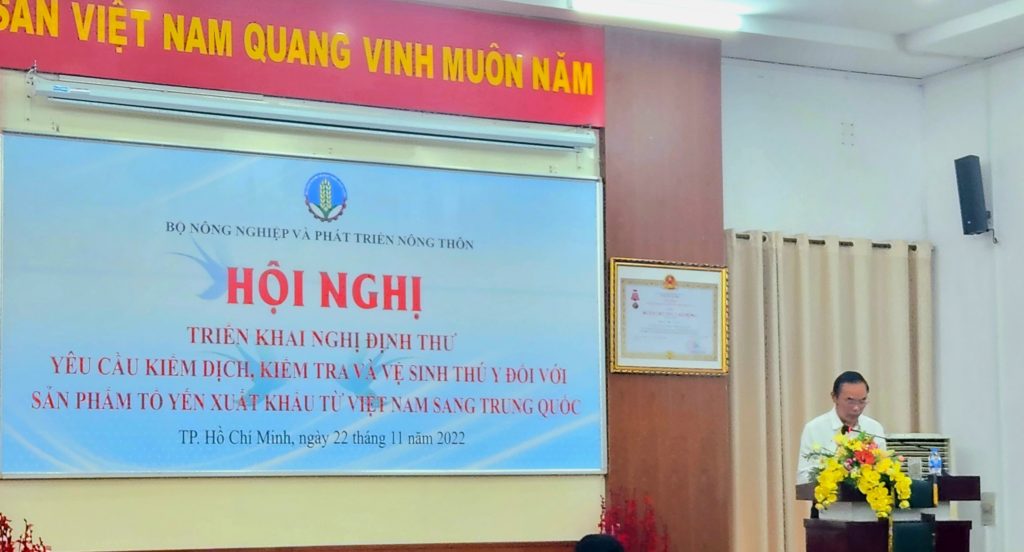 SẢN VIỆT NAM QUANG VINH MUÔN NĂM
BỘ NÔNG NGHIỆP VÀ PHÁT TRIỂN NÔNG THÔN
HỘI NGHỊ
TRIỂN KHAI NGHỊ ĐỊNH THƯ
YÊU CẦU KIỂM DỊCH, KIỂM TRA VÀ VỆ SINH THÚ Y ĐỐI VỚI
SẢN PHẨM TỔ YẾN XUẤT KHẨU TỪ VIỆT NAM SANG TRUNG QUỐC
TP. Hồ Chí Minh, ngày 22 tháng 11 năm 2022